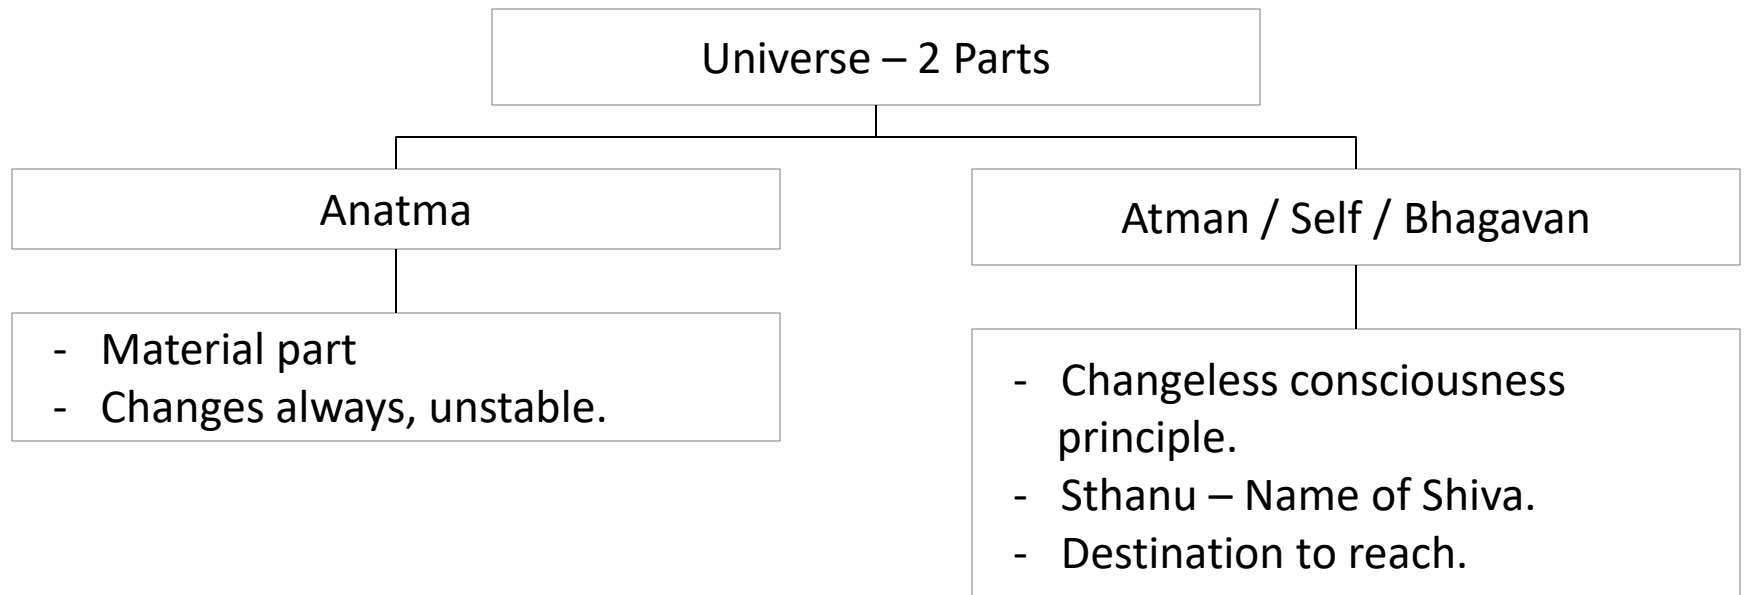 Universe – 2 Parts
Anatma
- Material part
- Changes always, unstable.
Atman / Self / Bhagavan
- Changeless consciousness
principle.
- Sthanu – Name of Shiva.
- Destination to reach.